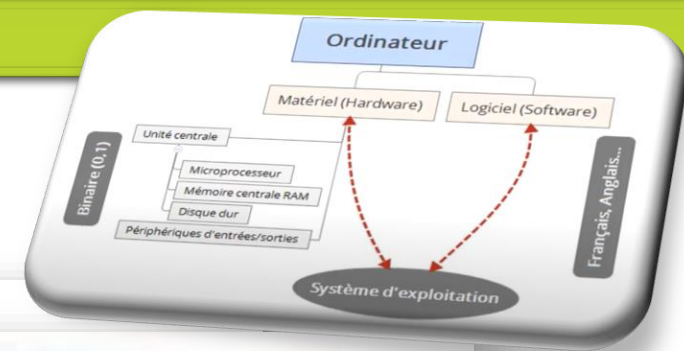 Ordinateur
Matériel (Hardware)
Logiciel (Software)
Unité centrale
Microprocesseur
Mémoire centrale RAM
Disque dur
Périphériques d'entrées/sorties
Binaire (0,1)
Français, Anglais...
Système d'exploitation